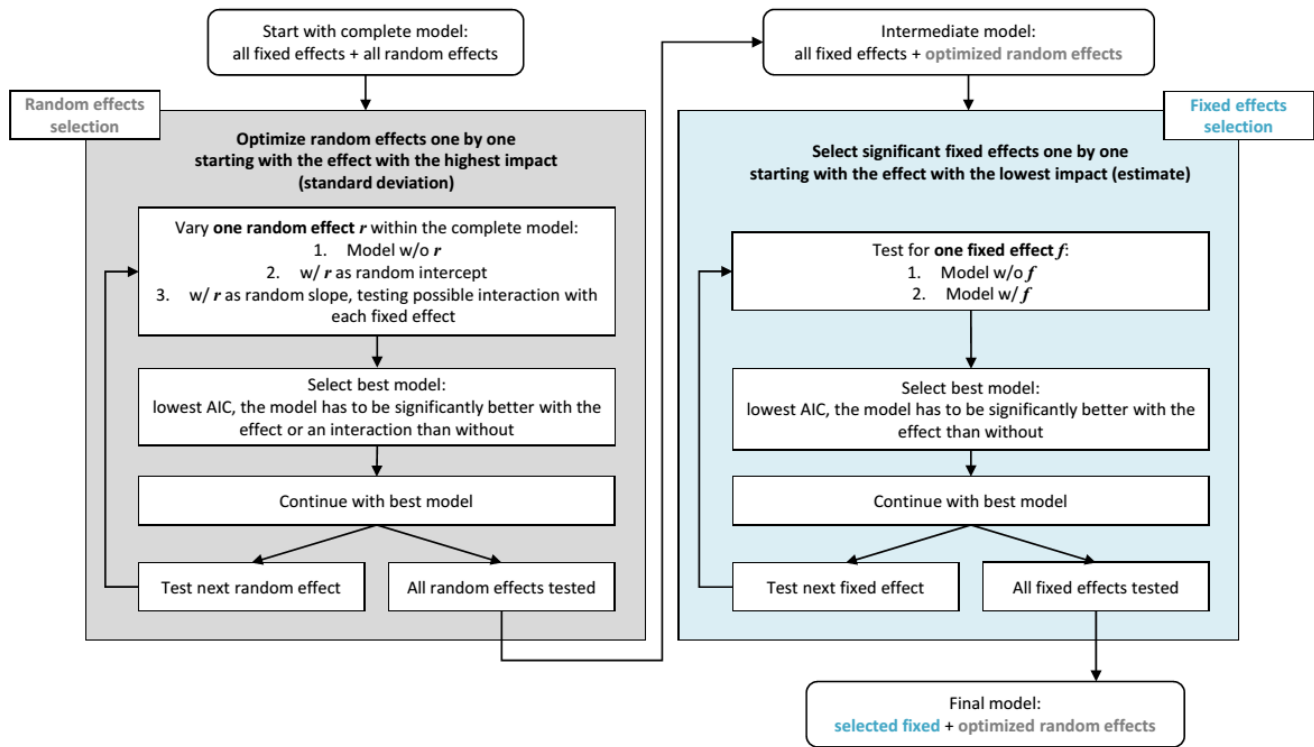 Start with complete model:
all fixed effects + all random effects
Random effects
selection
Optimize random effects one by one
starting with the effect with the highest impact
(standard deviation)
Vary one random effect r within the complete model:
1. Model w/o r
2. w/ r as random intercept
3. w/ r as random slope, testing possible interaction with
each fixed effect
Select best model:
lowest AIC, the model has to be significantly better with the
effect or an interaction than without
Continue with best model
Test next random effect
All random effects tested
Intermediate model:
all fixed effects + optimized random effects
Fixed effects
selection
Select significant fixed effects one by one
starting with the effect with the lowest impact (estimate)
Test for one fixed effect f:
1. Model w/o f
2. Model w/ f
Select best model:
lowest AIC, the model has to be significantly better with the
effect than without
Continue with best model
Test next fixed effect
All fixed effects tested
Final model:
selected fixed + optimized random effects